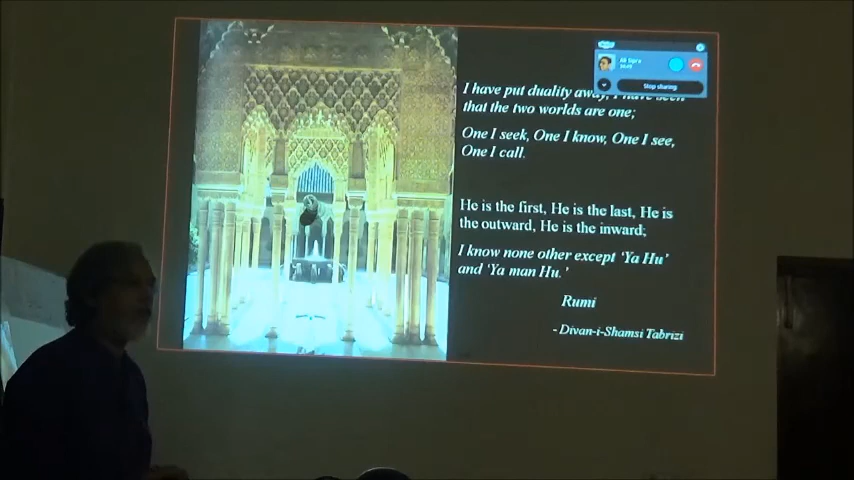 Stop sharing
I have put duality away, I have seen
that the two worlds are one;
One I seek, One I know, One I see,
One I call.
He is the first, He is the last, He is
the outward, He is the inward;
I know none other except 'Ya Hu'
and 'Ya man Hu.'
Rumi
- Divan-i-Shamsi Tabrizi